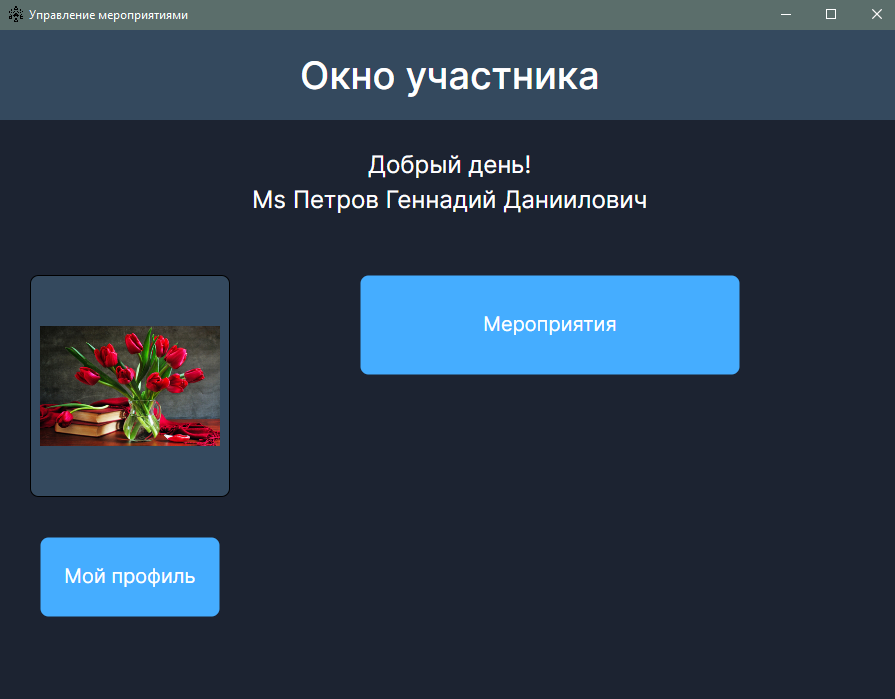 Управление мероприятиями
Окно участника
Добрый день!
Ms Петров Геннадий Даниилович
Мероприятия
Мой профиль